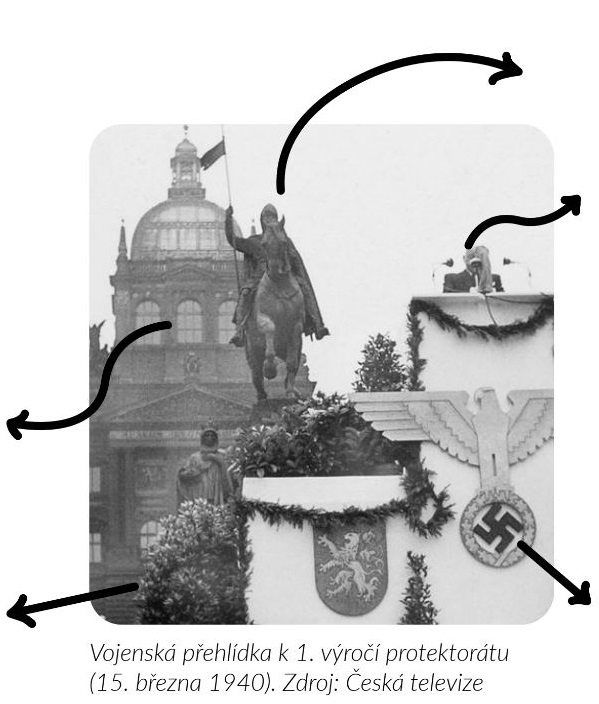 Vojenská přehlídka k 1. výročí protektorátu
(15. března 1940). Zdroj: Česká televize